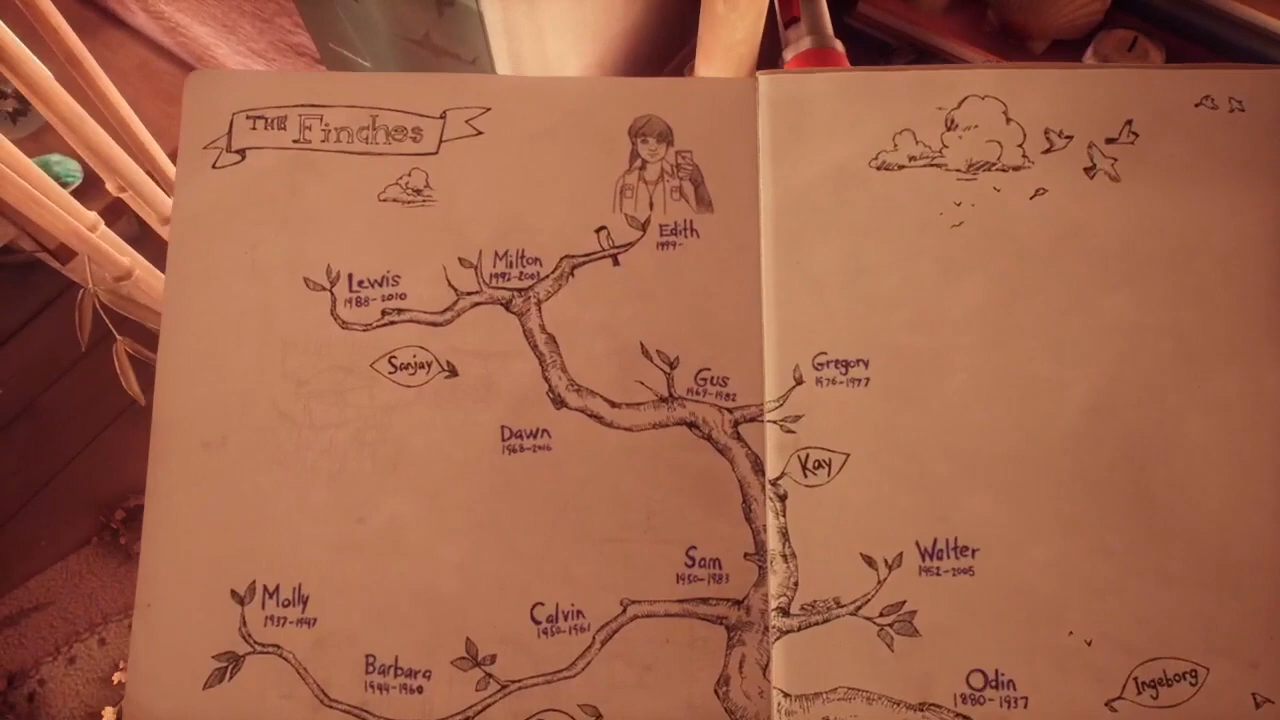 THE Finches
Edith
1999-
Milton
1992-2003
Lewis
1988-2010
Sanjay
Gregory
1976-1977
Gus
1969-1982
Dawn
1968-2016
Kay
Walter
1952-2005
Sam
1950-1983
Molly
1937-1947
Calvin
1950-1961
Barbara
1944-1960
Odin
1880-1937
Ingeborg